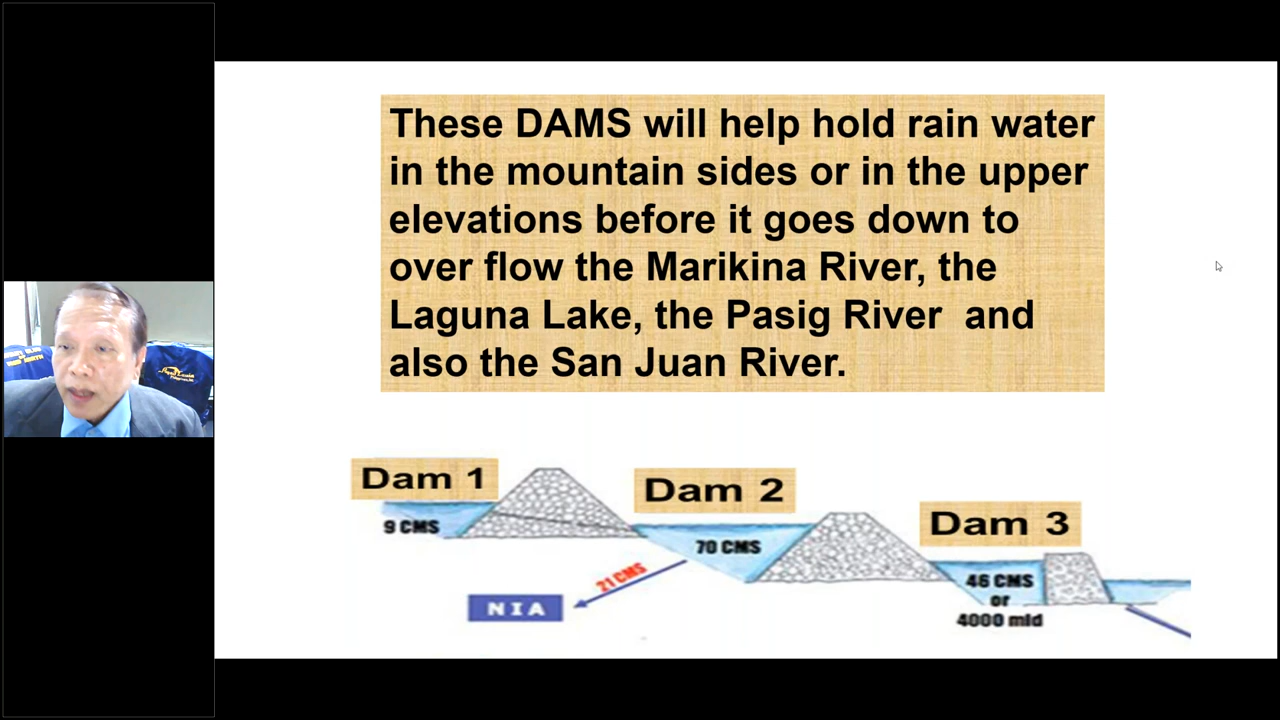 These DAMS will help hold rain water
in the mountain sides or in the upper
elevations before it goes down to
over flow the Marikina River, the
Laguna Lake, the Pasig River and
also the San Juan River.
Dam 1
Dam 2
Dam 3
9 CMS
70 CMS
46 CMS
or
4000 mld
21 CMS
NIA